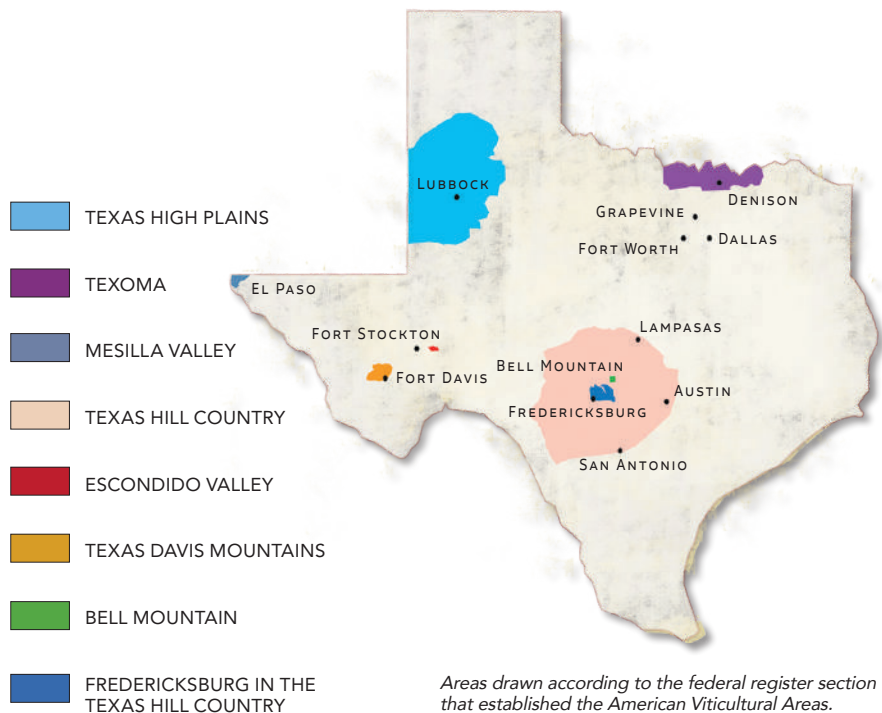 TEXAS HIGH PLAINS
TEXOMA
MESILLA VALLEY
TEXAS HILL COUNTRY
ESCONDIDO VALLEY
TEXAS DAVIS MOUNTAINS
BELL MOUNTAIN
FREDERICKSBURG IN THE
TEXAS HILL COUNTRY
LUBBOCK
DENISON
GRAPEVINE
FORT WORTH
DALLAS
EL PASO
FORT STOCKTON
FORT DAVIS
LAMPASAS
BELL MOUNTAIN
AUSTIN
FREDERICKSBURG
SAN ANTONIO
Areas drawn according to the federal register section
that established the American Viticultural Areas.